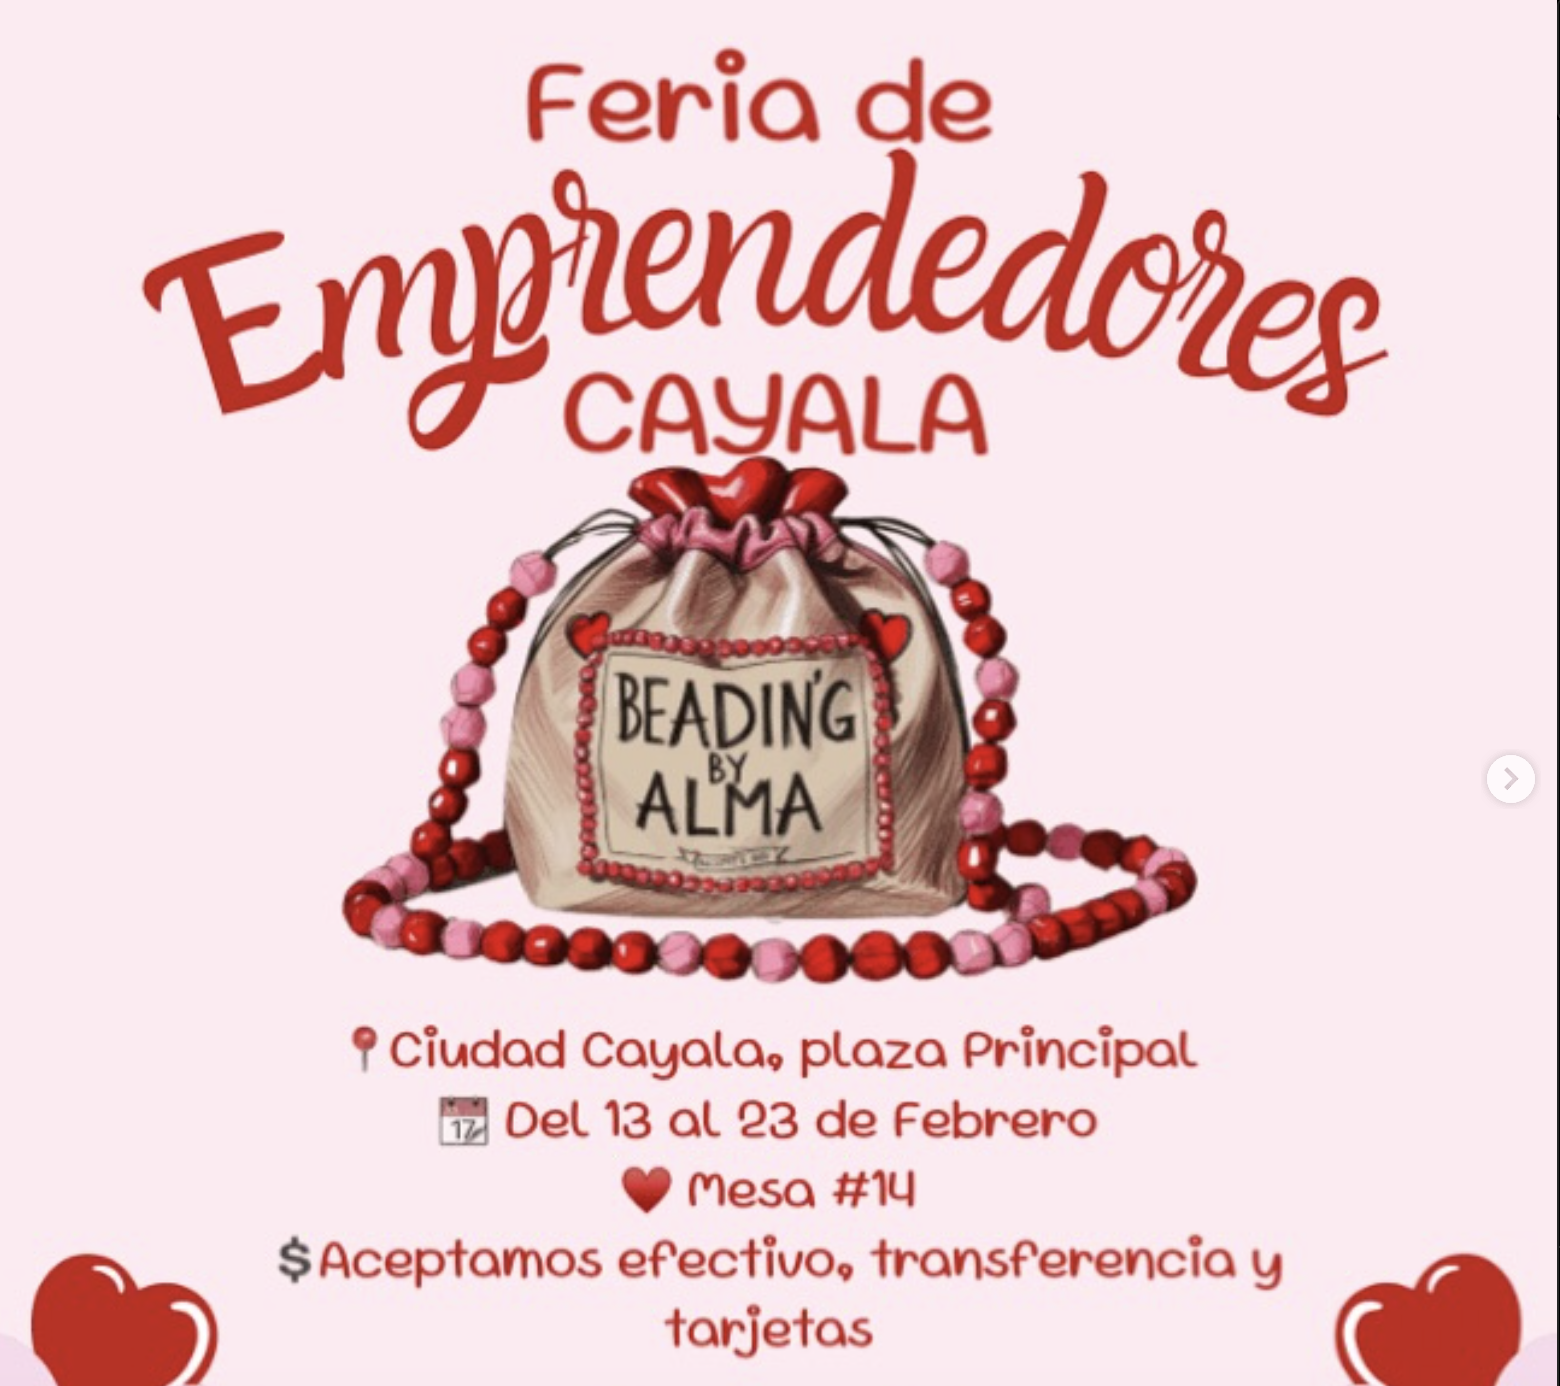 Feria de
Emprendedores
CAYALA
BEADIN'G
BY
ALMA
Ciudad Cayala, plaza Principal
17
Del 13 al 23 de Febrero
Mesa #14
$Aceptamos efectivo, transferencia y
tarjetas